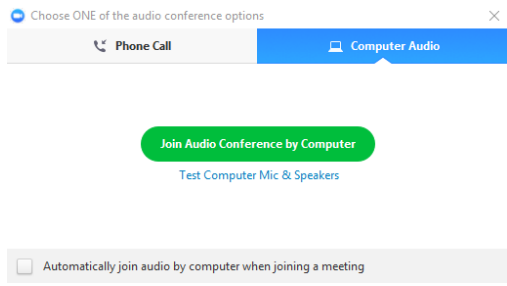 Choose ONE of the audio conference options
Phone Call
Computer Audio
Join Audio Conference by Computer
Test Computer Mic & Speakers
Automatically join audio by computer when joining a meeting